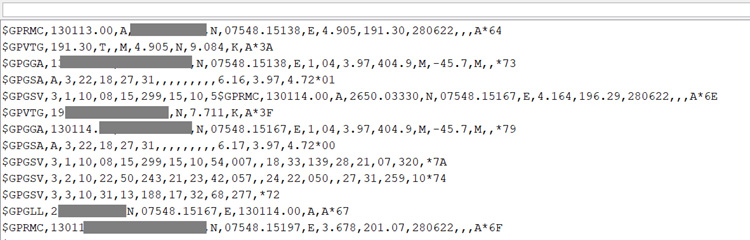 $GPRMC,130113.00,A, ,N,07548.15138,E,4.905,191.30,280622,,,A*64
$GPVTG,191.30,T,,M,4.905,N,9.084,K,A*3A
$GPGGA,1 ,N,07548.15138,E,1,04,3.97,404.9,M,-45.7,M,,*73
$GPGSA,A,3,22,18,27,31,,,,,,,,,6.16,3.97,4.72*01
$GPGSV,3,1,10,08,15,299,15,10,5$GPRMC,130114.00,A,2650.03330,N,07548.15167,E,4.164,196.29,280622,,,A*6E
$GPVTG,19 ,N,7.711,K,A*3F
$GPGGA,130114. ,N,07548.15167,E,1,04,3.97,404.9,M,-45.7,M,,*79
$GPGSA,A,3,22,18,27,31,,,,,,,,,6.17,3.97,4.72*00
$GPGSV,3,1,10,08,15,299,15,10,54,007,,18,33,139,28,21,07,320,*7A
$GPGSV,3,2,10,22,50,243,21,23,42,057,,24,22,050,,27,31,259,10*74
$GPGSV,3,3,10,31,13,188,17,32,68,277,*72
$GPGLL,2 N,07548.15167,E,130114.00,A,A*67
$GPRMC,13011 ,N,07548.15197,E,3.678,201.07,280622,,,A*6F